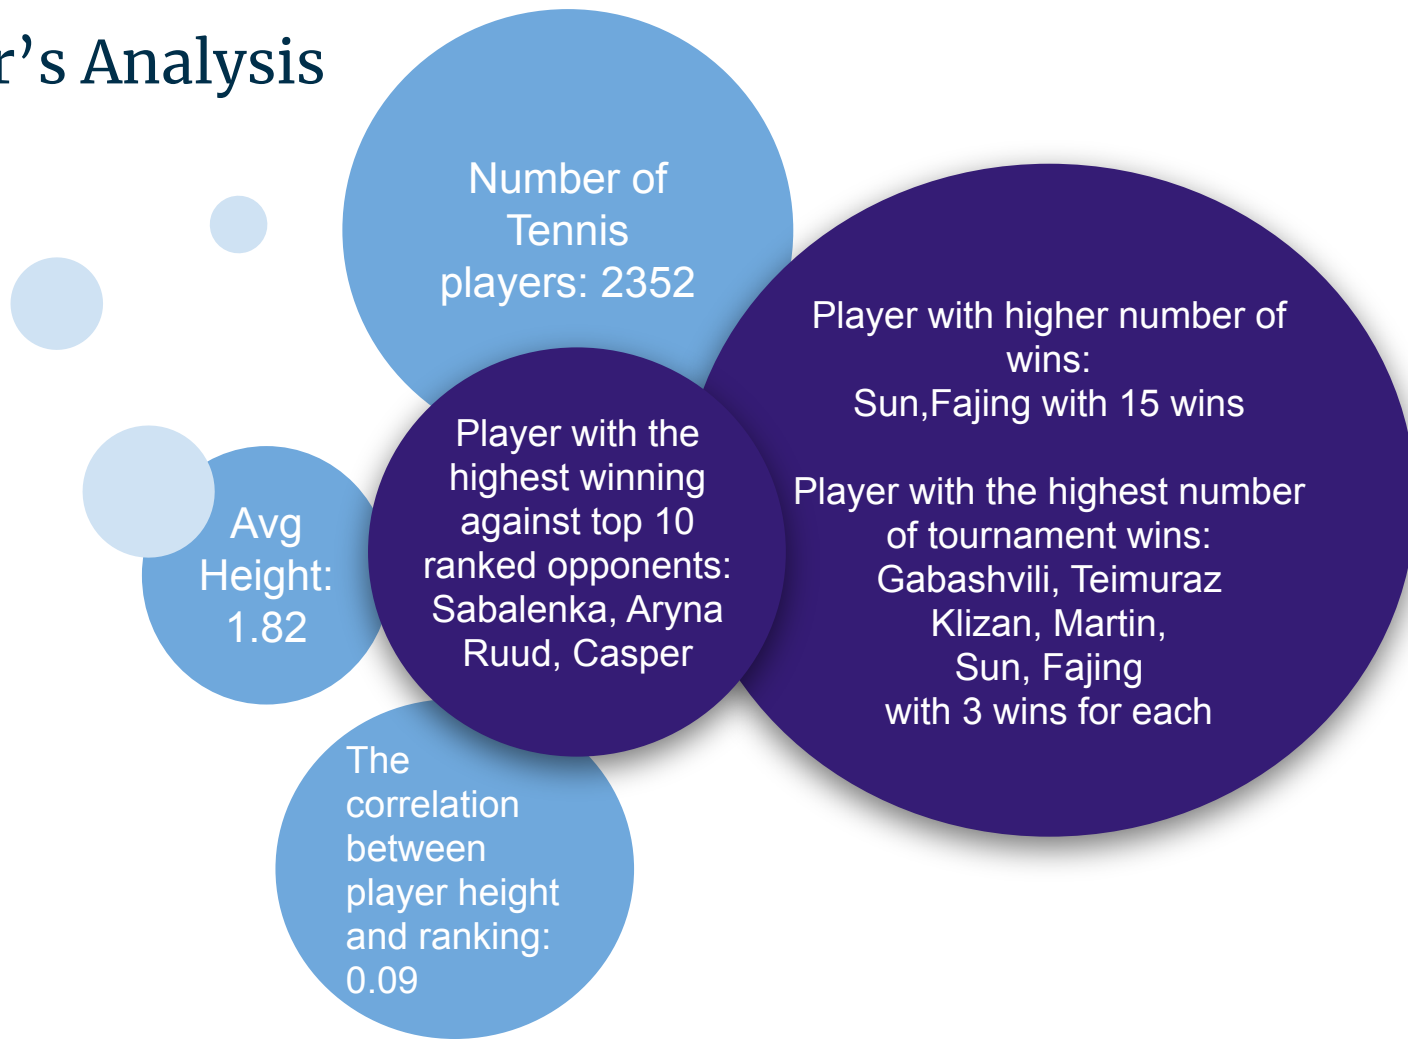 r's Analysis
Number of
Tennis
players: 2352
Player with higher number of
wins:
Sun,Fajing with 15 wins
Player with the highest number
of tournament wins:
Gabashvili, Teimuraz
Klizan, Martin,
Sun, Fajing
with 3 wins for each
Player with the
highest winning
against top 10
ranked opponents:
Sabalenka, Aryna
Ruud, Casper
Avg
Height:
1.82
The
correlation
between
player height
and ranking:
0.09